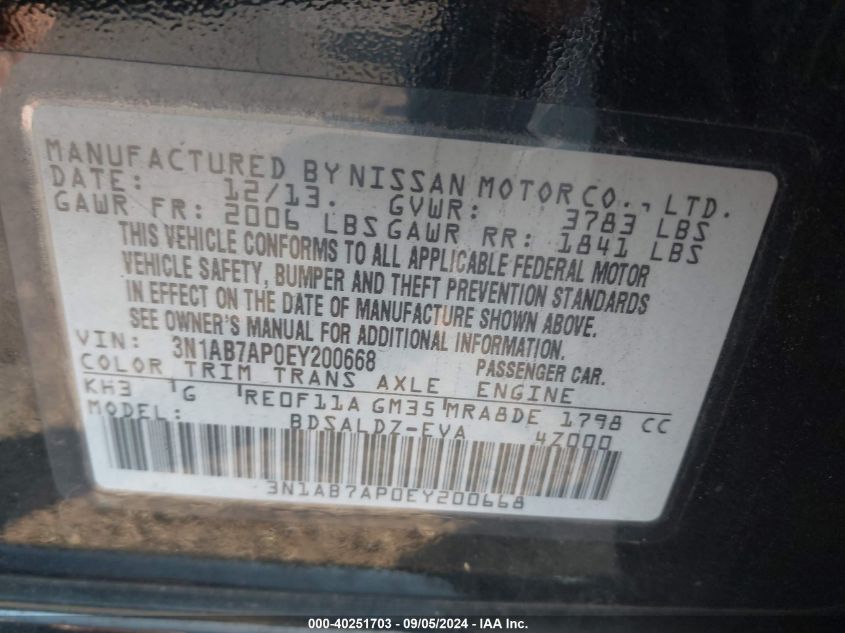 MANUFACTURED BY NISSAN MOTOR CO., LTD.
DATE: 12/13. GVWR: 3783 LBS
GAWR FR: 2006 LBS GAWR RR: 1841 LBS
THIS VEHICLE CONFORMS TO ALL APPLICABLE FEDERAL MOTOR
VEHICLE SAFETY, BUMPER AND THEFT PREVENTION STANDARDS
IN EFFECT ON THE DATE OF MANUFACTURE SHOWN ABOVE.
SEE OWNER'S MANUAL FOR ADDITIONAL INFORMATION.
VIN: 3N1AB7AP0EY200668 PASSENGER CAR.
COLOR TRIM TRANS AXLE ENGINE
KH3 G RE0F11A GM35 MRA8DE 1798 CC
MODEL: BDSALDZ-EVA 4Z000
3N1AB7AP0EY200668
000-40251703 - 09/05/2024 - IAA Inc.